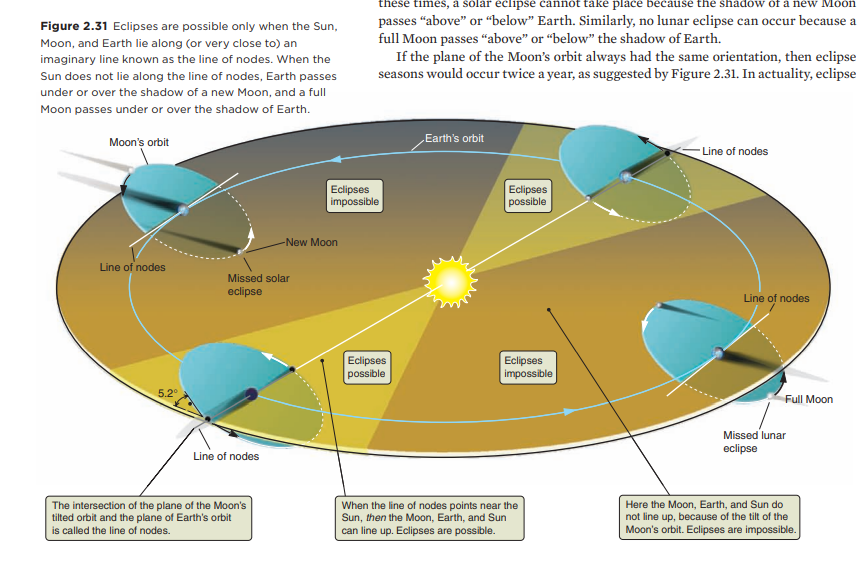 these times, a solar eclipse cannot take place because the shadow of a new Moon
passes “above” or “below” Earth. Similarly, no lunar eclipse can occur because a
full Moon passes “above” or “below” the shadow of Earth.
If the plane of the Moon’s orbit always had the same orientation, then eclipse
seasons would occur twice a year, as suggested by Figure 2.31. In actuality, eclipse
Figure 2.31 Eclipses are possible only when the Sun,
Moon, and Earth lie along (or very close to) an
imaginary line known as the line of nodes. When the
Sun does not lie along the line of nodes, Earth passes
under or over the shadow of a new Moon, and a full
Moon passes under or over the shadow of Earth.
Moon’s orbit
Earth’s orbit
Line of nodes
Eclipses
impossible
Eclipses
possible
New Moon
Line of nodes
Missed solar
eclipse
Line of nodes
Eclipses
possible
Eclipses
impossible
5.2°
Full Moon
Missed lunar
eclipse
Line of nodes
The intersection of the plane of the Moon’s
tilted orbit and the plane of Earth’s orbit
is called the line of nodes.
When the line of nodes points near the
Sun, then the Moon, Earth, and Sun
can line up. Eclipses are possible.
Here the Moon, Earth, and Sun do
not line up, because of the tilt of the
Moon’s orbit. Eclipses are impossible.